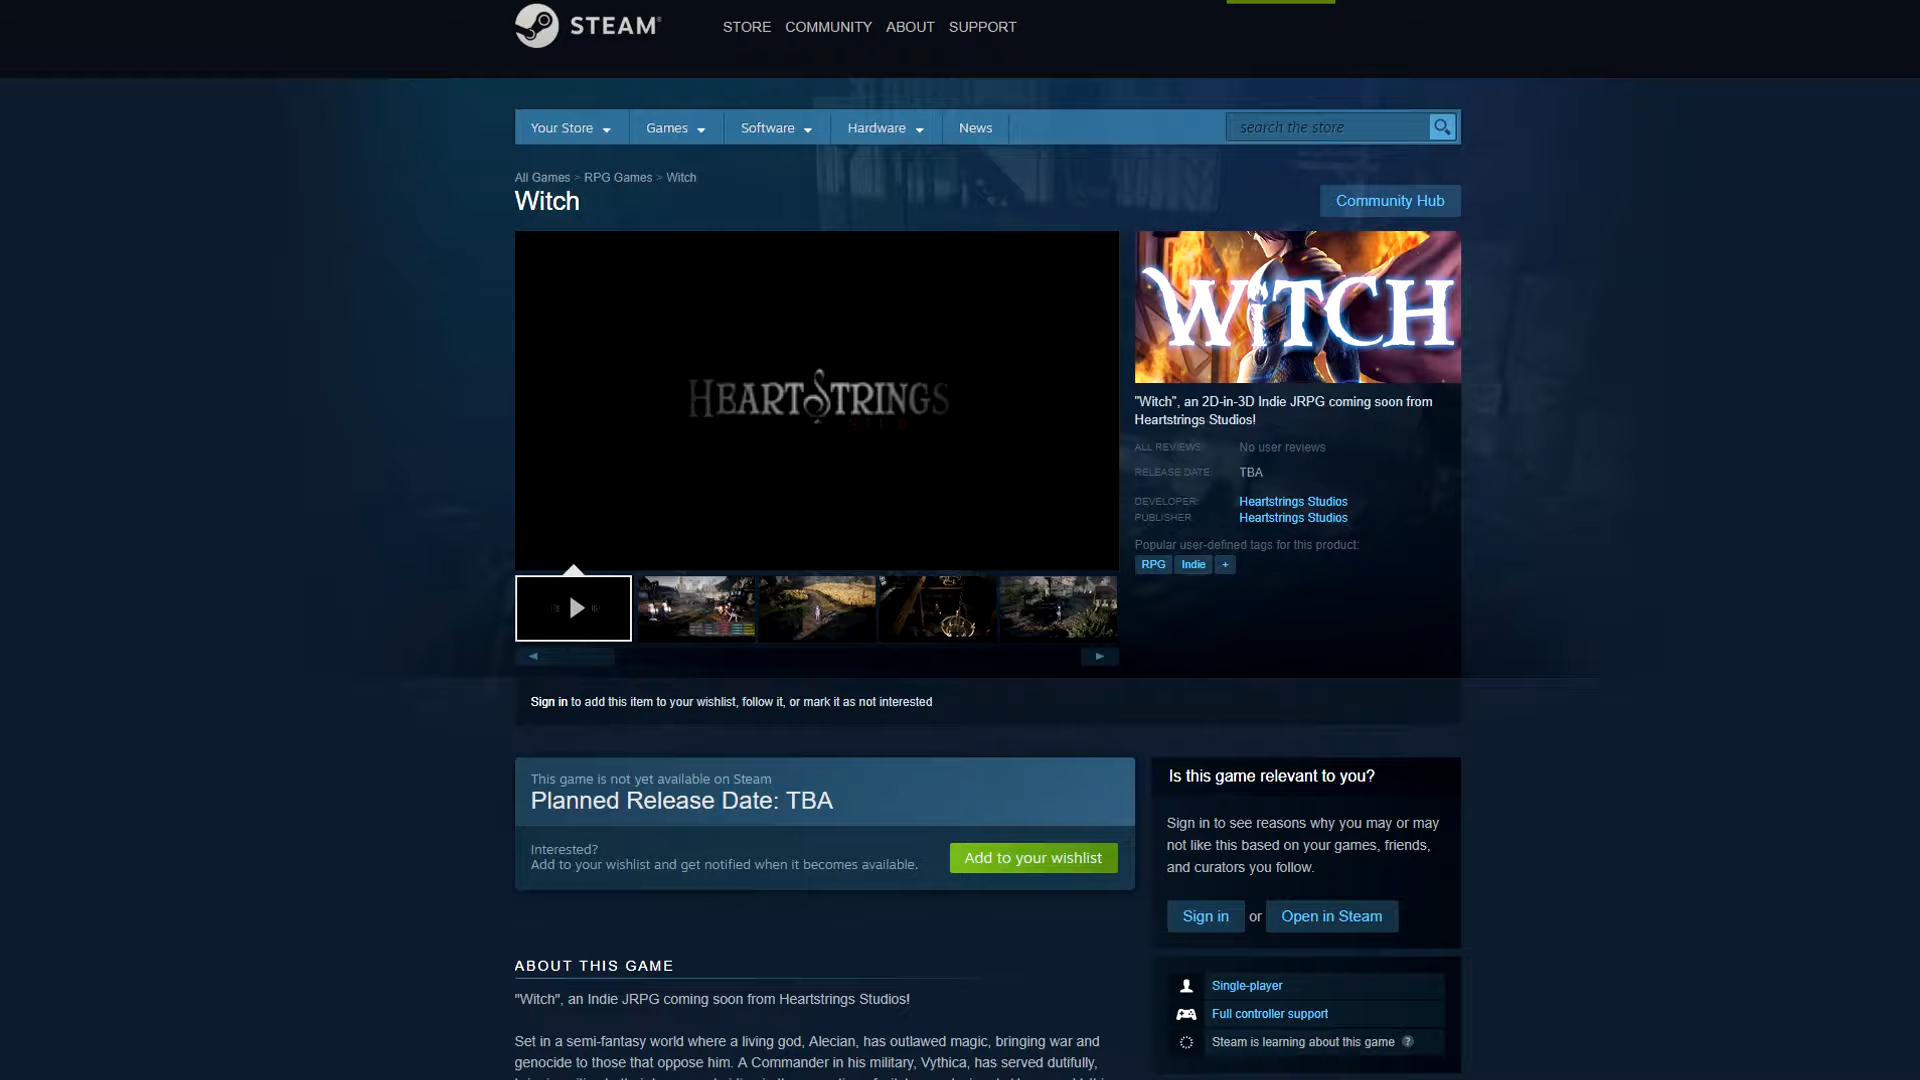 STEAM
STORE COMMUNITY ABOUT SUPPORT
Your Store Games Software Hardware News
search the store
All Games > RPG Games > Witch
Witch
Community Hub
HEARTSTRINGS
WiTCH
"Witch", an 2D-in-3D Indie JRPG coming soon from
Heartstrings Studios!
ALL REVIEWS: No user reviews
RELEASE DATE: TBA
DEVELOPER: Heartstrings Studios
PUBLISHER: Heartstrings Studios
Popular user-defined tags for this product:
RPG Indie +
Sign in to add this item to your wishlist, follow it, or mark it as not interested
This game is not yet available on Steam
Planned Release Date: TBA
Interested?
Add to your wishlist and get notified when it becomes available.
Add to your wishlist
Is this game relevant to you?
Sign in to see reasons why you may or may
not like this based on your games, friends,
and curators you follow.
Sign in or Open in Steam
ABOUT THIS GAME
"Witch", an Indie JRPG coming soon from Heartstrings Studios!
Set in a semi-fantasy world where a living god, Alecian, has outlawed magic, bringing war and
genocide to those that oppose him. A Commander in his military, Vythica, has served dutifully,
Single-player
Full controller support
Steam is learning about this game ?